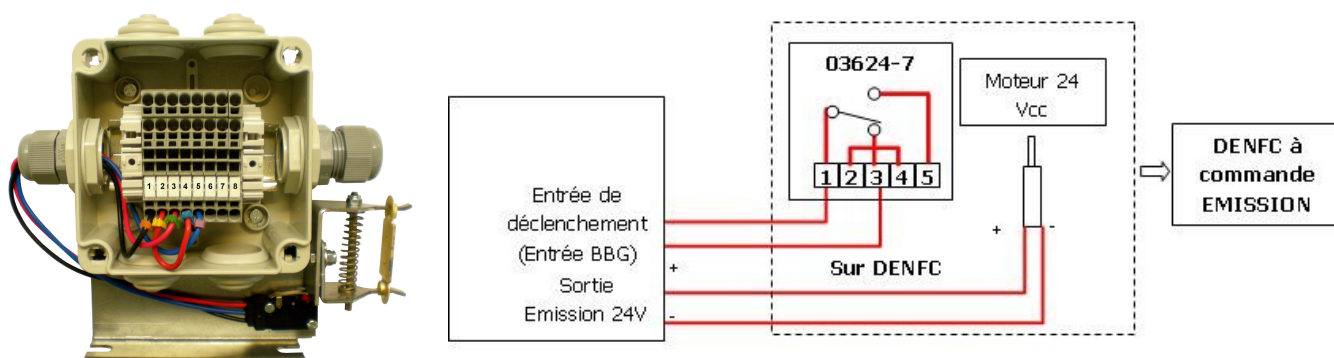 1 2 3 4 5 6 7 8
Entrée de
déclenchement
(Entrée BBG)
+
Sortie
Emission 24V
-
03624-7
1 2 3 4 5
Sur DENFC
Moteur 24
Vcc
+ -
DENFC à
commande
EMISSION